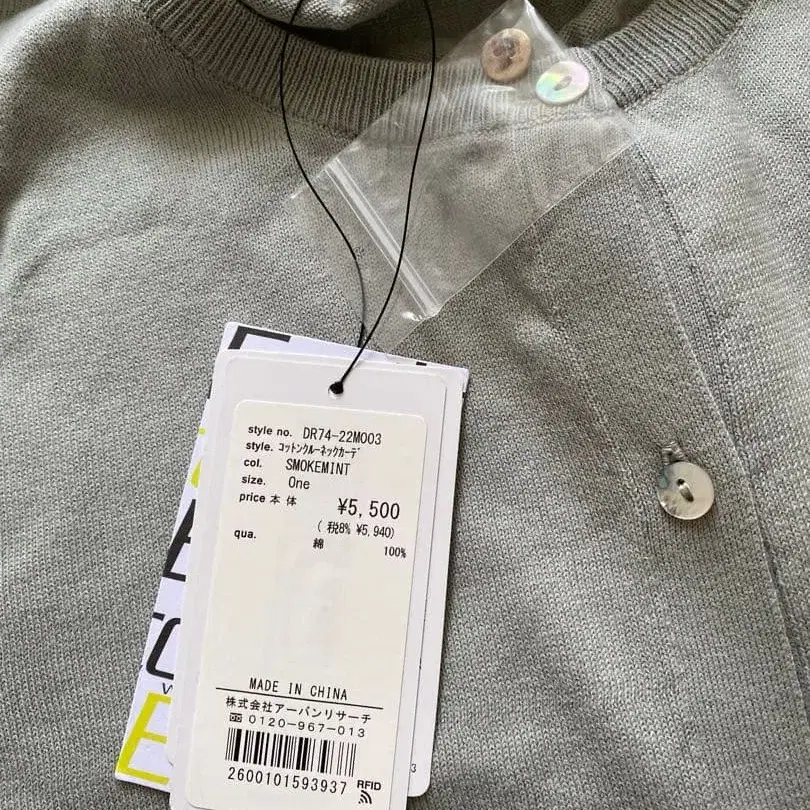 style no. DR74-22M003
style. コットンクルーネックカーデ
col. SMOKEMINT
size. One
price 本体 ¥5,500
( 税8% ¥5,940)
qua. 綿 100%
MADE IN CHINA
株式会社アーバンリサーチ
0120-967-013
2600101593937
RFID
3